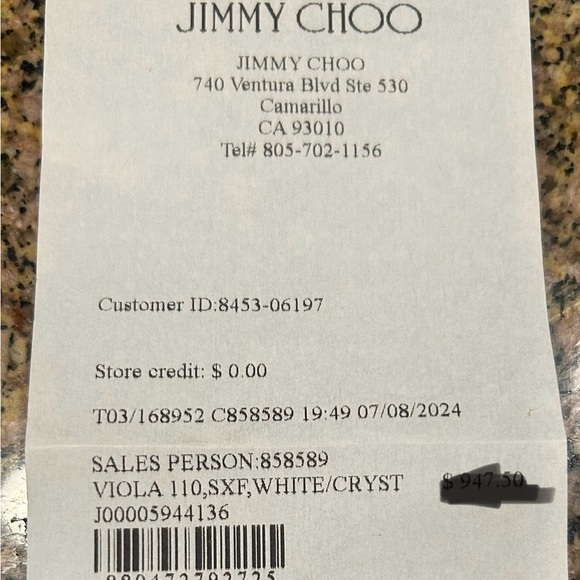 JIMMY CHOO
JIMMY CHOO
740 Ventura Blvd Ste 530
Camarillo
CA 93010
Tel# 805-702-1156
Customer ID:8453-06197
Store credit: $ 0.00
T03/168952 C858589 19:49 07/08/2024
SALES PERSON:858589
VIOLA 110,SXF,WHITE/CRYST $ 947.50
J00005944136